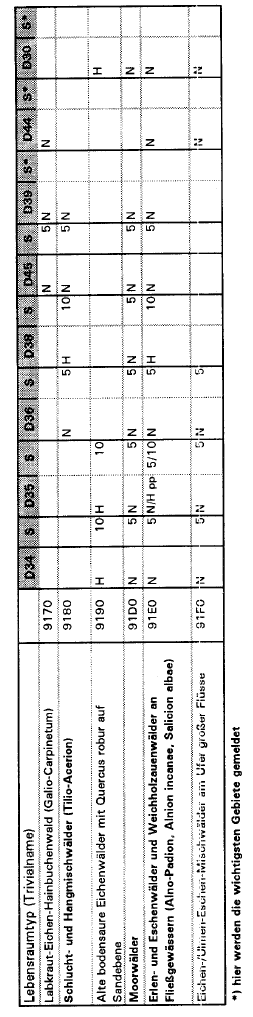 Lebensraumtyp (Trivialname) D34 S D35 S D36 S D38 S S D39 S* D44 S* D30 S*
Labkraut-Eichen-Hainbuchenwald (Galio-Carpinetum) 9170 N 5 N N
Schlucht- und Hangmischwälder (Tilio-Acerion) 9180 N 5 H 10 N 5 N
Alte bodensaure Eichenwälder mit Quercus robur auf 9190 H 10 H 10 H
Sandebene
Moorwälder 91D0 N 5 N 5 N 5 N 5 N 5 N N
Erlen- und Eschenwälder und Weichholzauenwälder an 91E0 N 5 N/H pp 5/10 N 5 H 10 N 5 N N N
Fließgewässern (Alno-Padion, Alnion incanae, Salicion albae)
Eichen-/Ulmen-Eschen-Mischwälder am Ufer großer Flüsse 91F0 N 5 N 5 N 5 N N
*) hier werden die wichtigsten Gebiete gemeldet